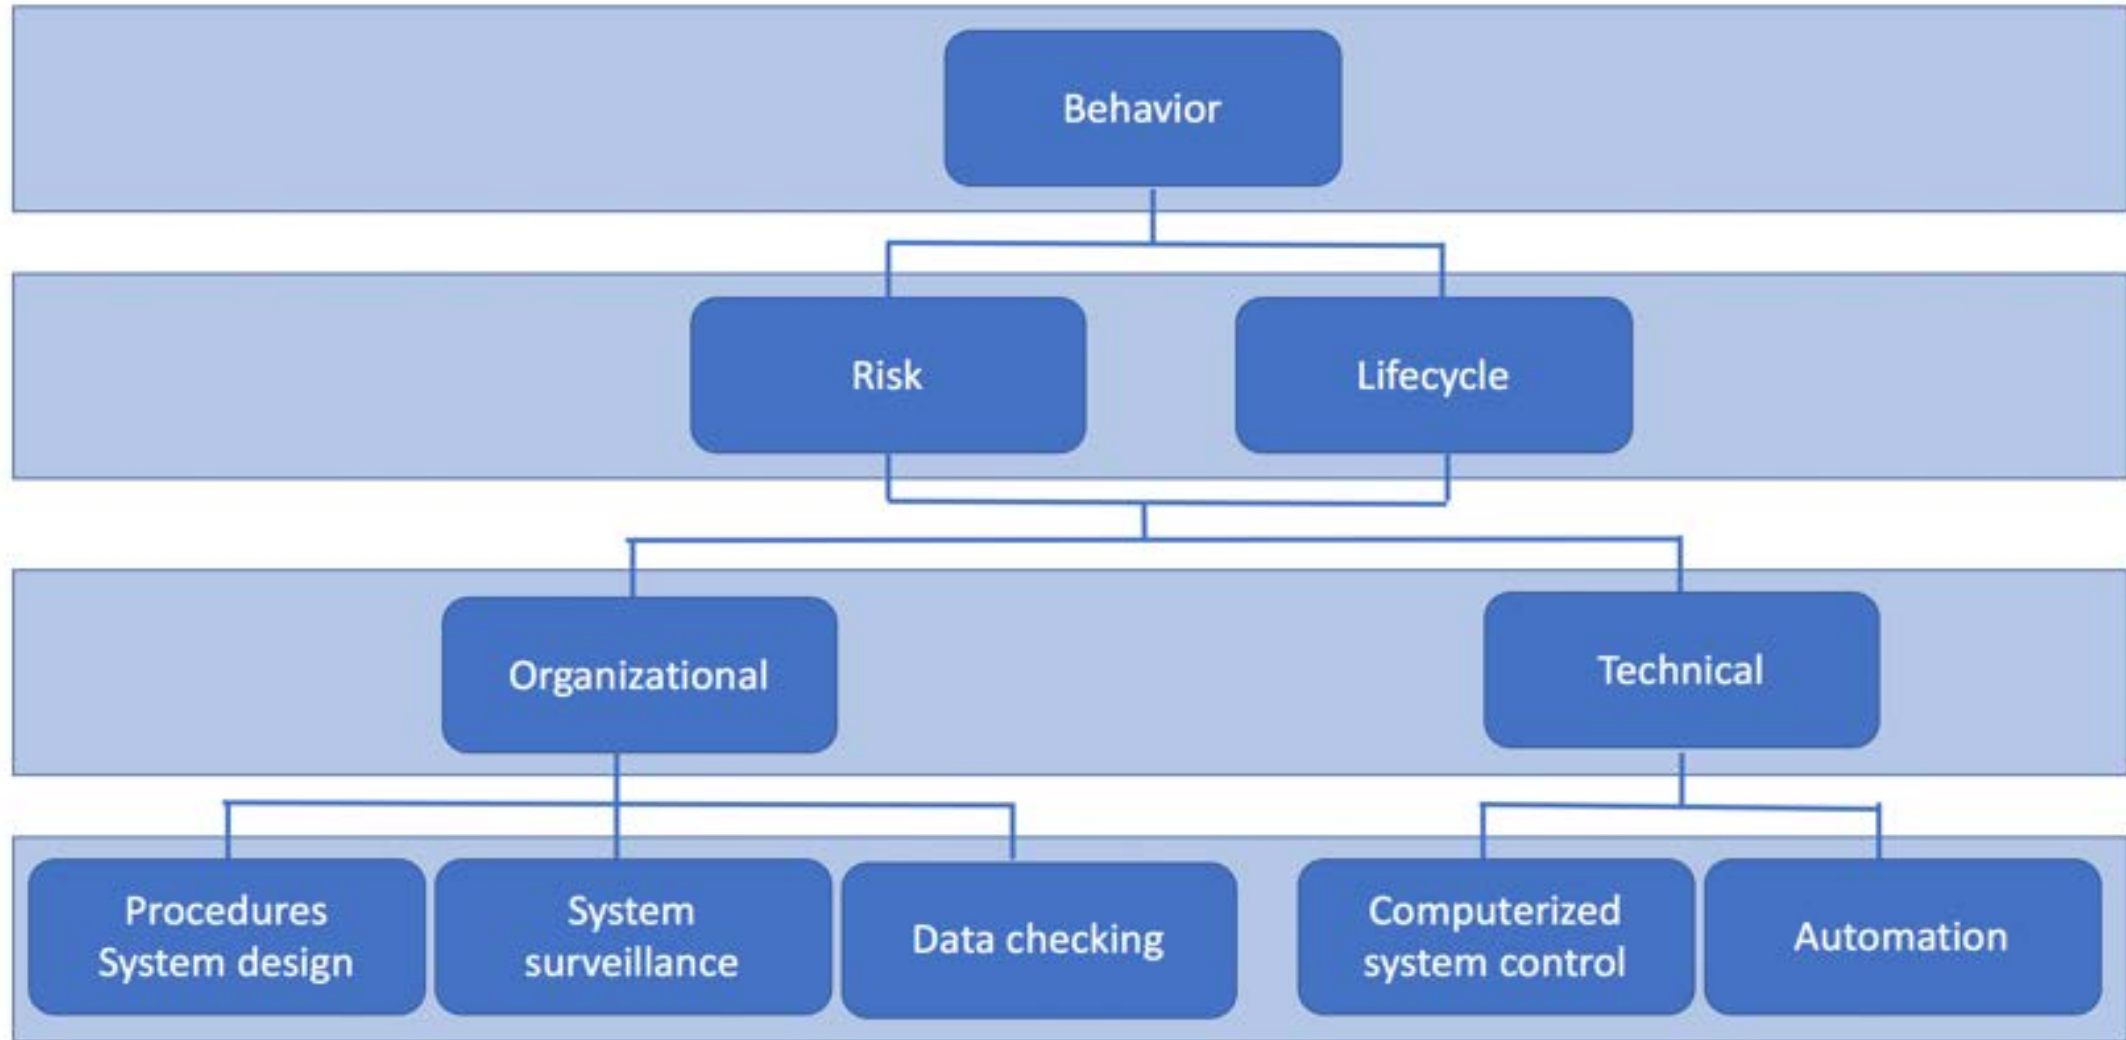 Behavior
Risk
Lifecycle
Organizational
Technical
Procedures
System design
System
surveillance
Data checking
Computerized
system control
Automation